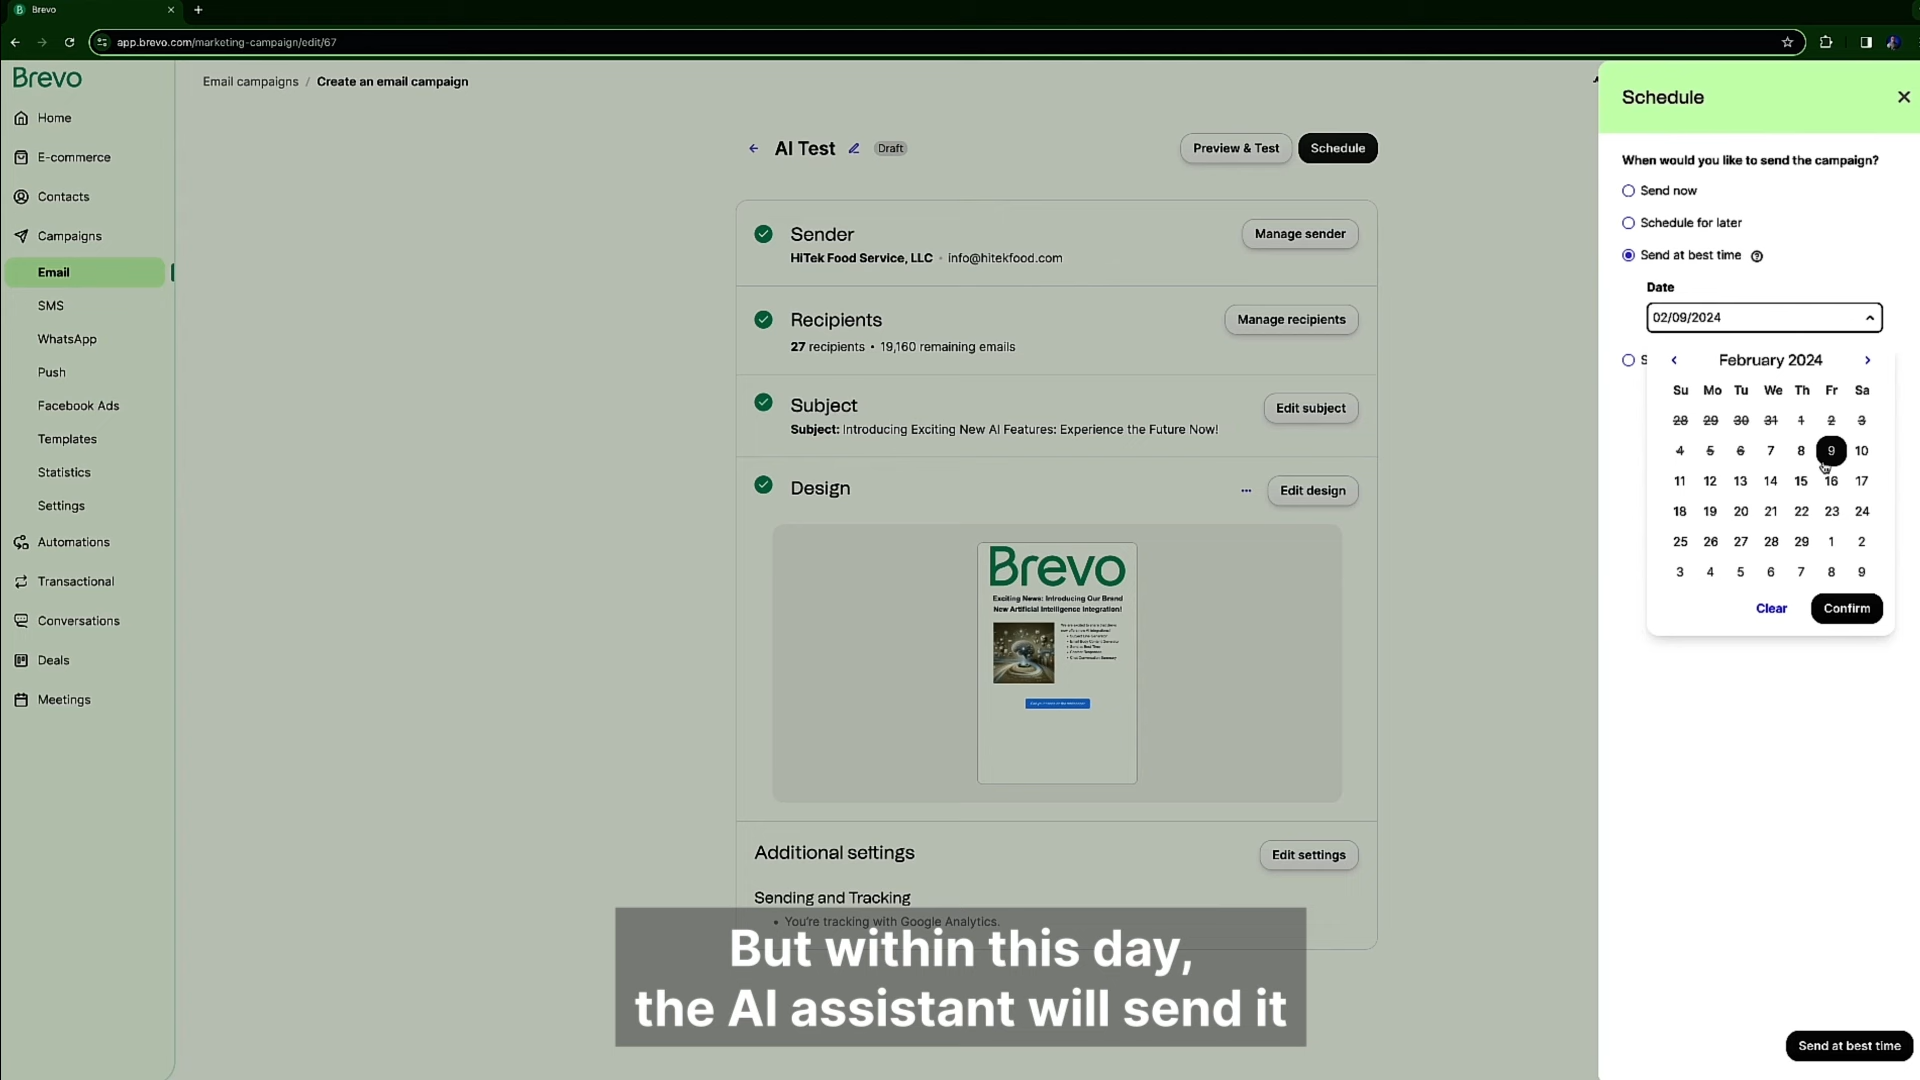 Brevo
app.brevo.com/marketing-campaign/edit/67
Brevo
Home
E-commerce
Contacts
Campaigns
Email
SMS
WhatsApp
Push
Facebook Ads
Templates
Statistics
Settings
Automations
Transactional
Conversations
Deals
Meetings
Email campaigns / Create an email campaign
AI Test Draft Preview & Test Schedule
Sender Manage sender
HiTek Food Service, LLC • info@hitekfood.com
Recipients Manage recipients
27 recipients • 19,160 remaining emails
Subject Edit subject
Subject: Introducing Exciting New AI Features: Experience the Future Now!
Design ... Edit design
Brevo
Exciting News: Introducing Our Brand
New Artificial Intelligence Integration!
Additional settings Edit settings
Sending and Tracking
• You're tracking with Google Analytics.
But within this day,
the AI assistant will send it
Schedule
When would you like to send the campaign?
Send now
Schedule for later
Send at best time
Date
02/09/2024
S
February 2024
Su Mo Tu We Th Fr Sa
28 29 30 31 1 2 3
4 5 6 7 8 9 10
11 12 13 14 15 16 17
18 19 20 21 22 23 24
25 26 27 28 29 1 2
3 4 5 6 7 8 9
Clear Confirm
Send at best time